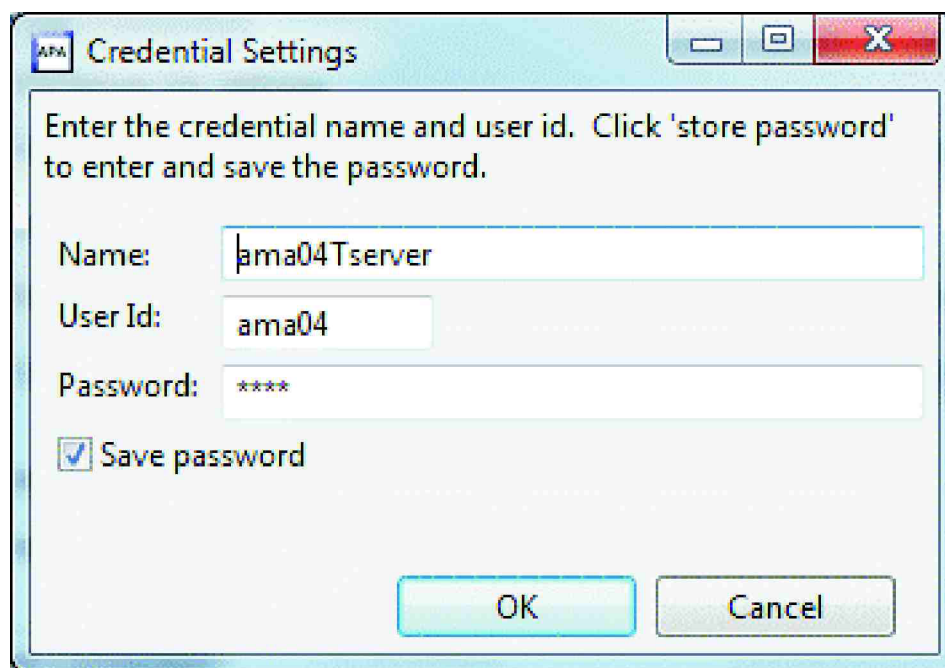 APA Credential Settings
Enter the credential name and user id. Click 'store password'
to enter and save the password.
Name: ama04Tserver
User Id: ama04
Password: ****
Save password
OK Cancel